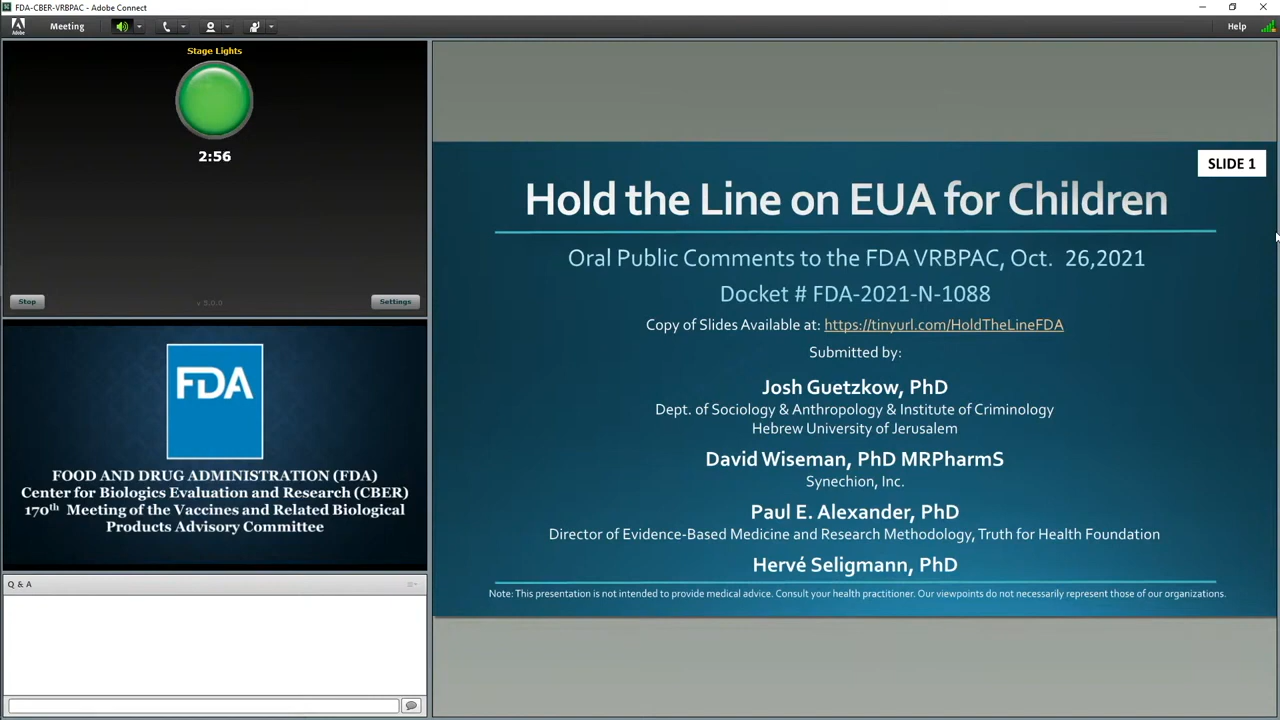 FDA-CBER-VRBPAC - Adobe Connect
Adobe
Meeting
Help
Stage Lights
2:56
Stop
v 5.0.0
Settings
FDA
FOOD AND DRUG ADMINISTRATION (FDA)
Center for Biologics Evaluation and Research (CBER)
170th Meeting of the Vaccines and Related Biological
Products Advisory Committee
Q & A
SLIDE 1
Hold the Line on EUA for Children
Oral Public Comments to the FDA VRBPAC, Oct. 26,2021
Docket # FDA-2021-N-1088
Copy of Slides Available at: https://tinyurl.com/HoldTheLineFDA
Submitted by:
Josh Guetzkow, PhD
Dept. of Sociology & Anthropology & Institute of Criminology
Hebrew University of Jerusalem
David Wiseman, PhD MRPharmS
Synechion, Inc.
Paul E. Alexander, PhD
Director of Evidence-Based Medicine and Research Methodology, Truth for Health Foundation
Hervé Seligmann, PhD
Note: This presentation is not intended to provide medical advice. Consult your health practitioner. Our viewpoints do not necessarily represent those of our organizations.